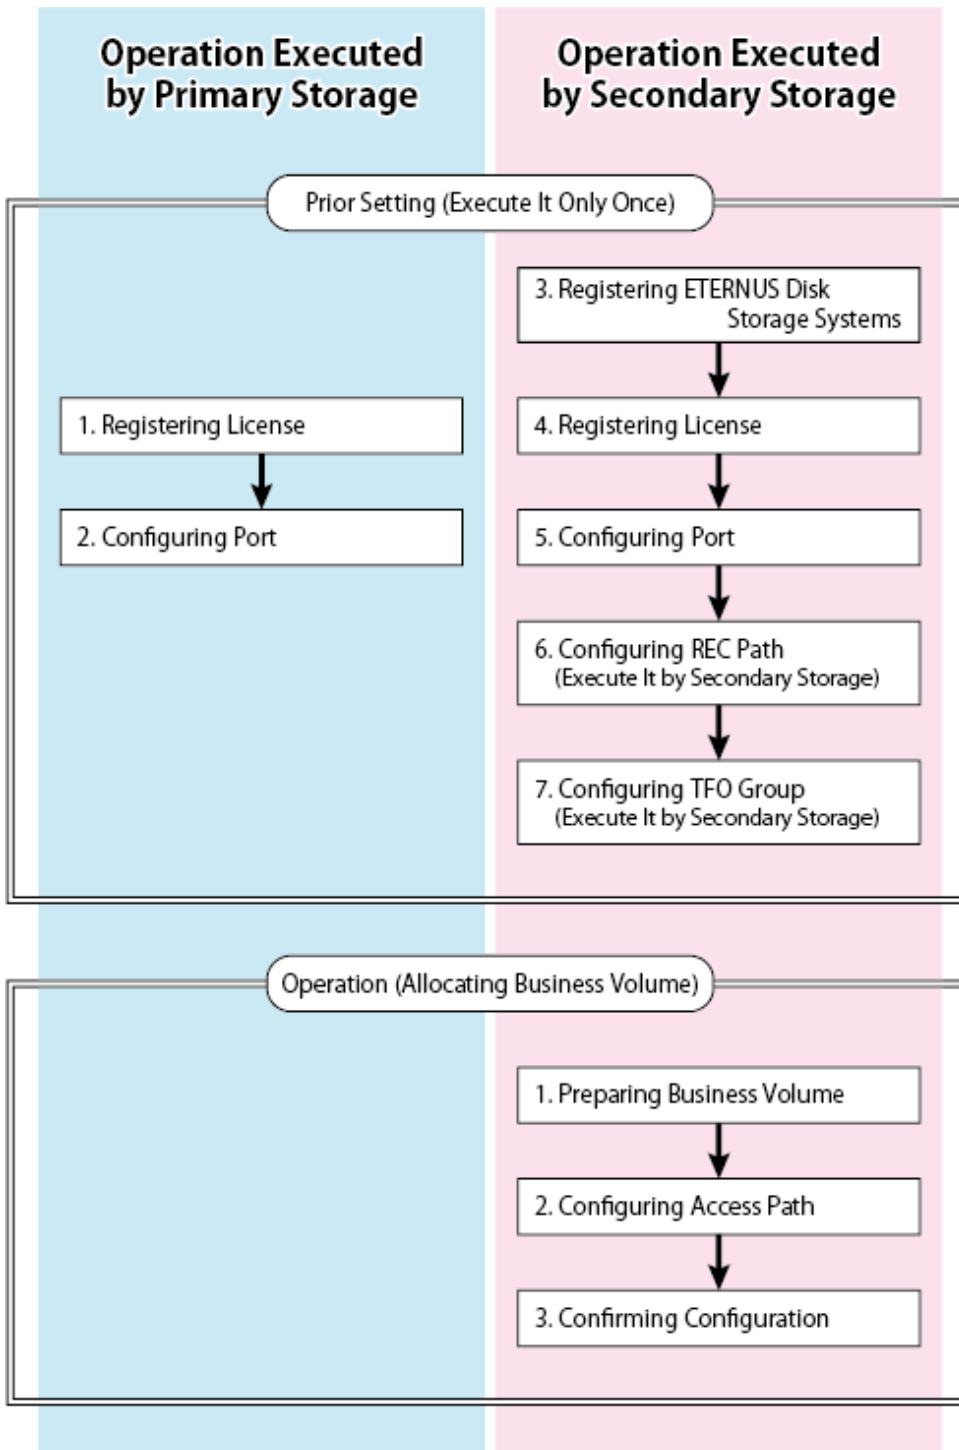 Operation Executed
by Primary Storage
Operation Executed
by Secondary Storage
Prior Setting (Execute It Only Once)
1. Registering License
2. Configuring Port
3. Registering ETERNUS Disk
Storage Systems
4. Registering License
5. Configuring Port
6. Configuring REC Path
(Execute It by Secondary Storage)
7. Configuring TFO Group
(Execute It by Secondary Storage)
Operation (Allocating Business Volume)
1. Preparing Business Volume
2. Configuring Access Path
3. Confirming Configuration